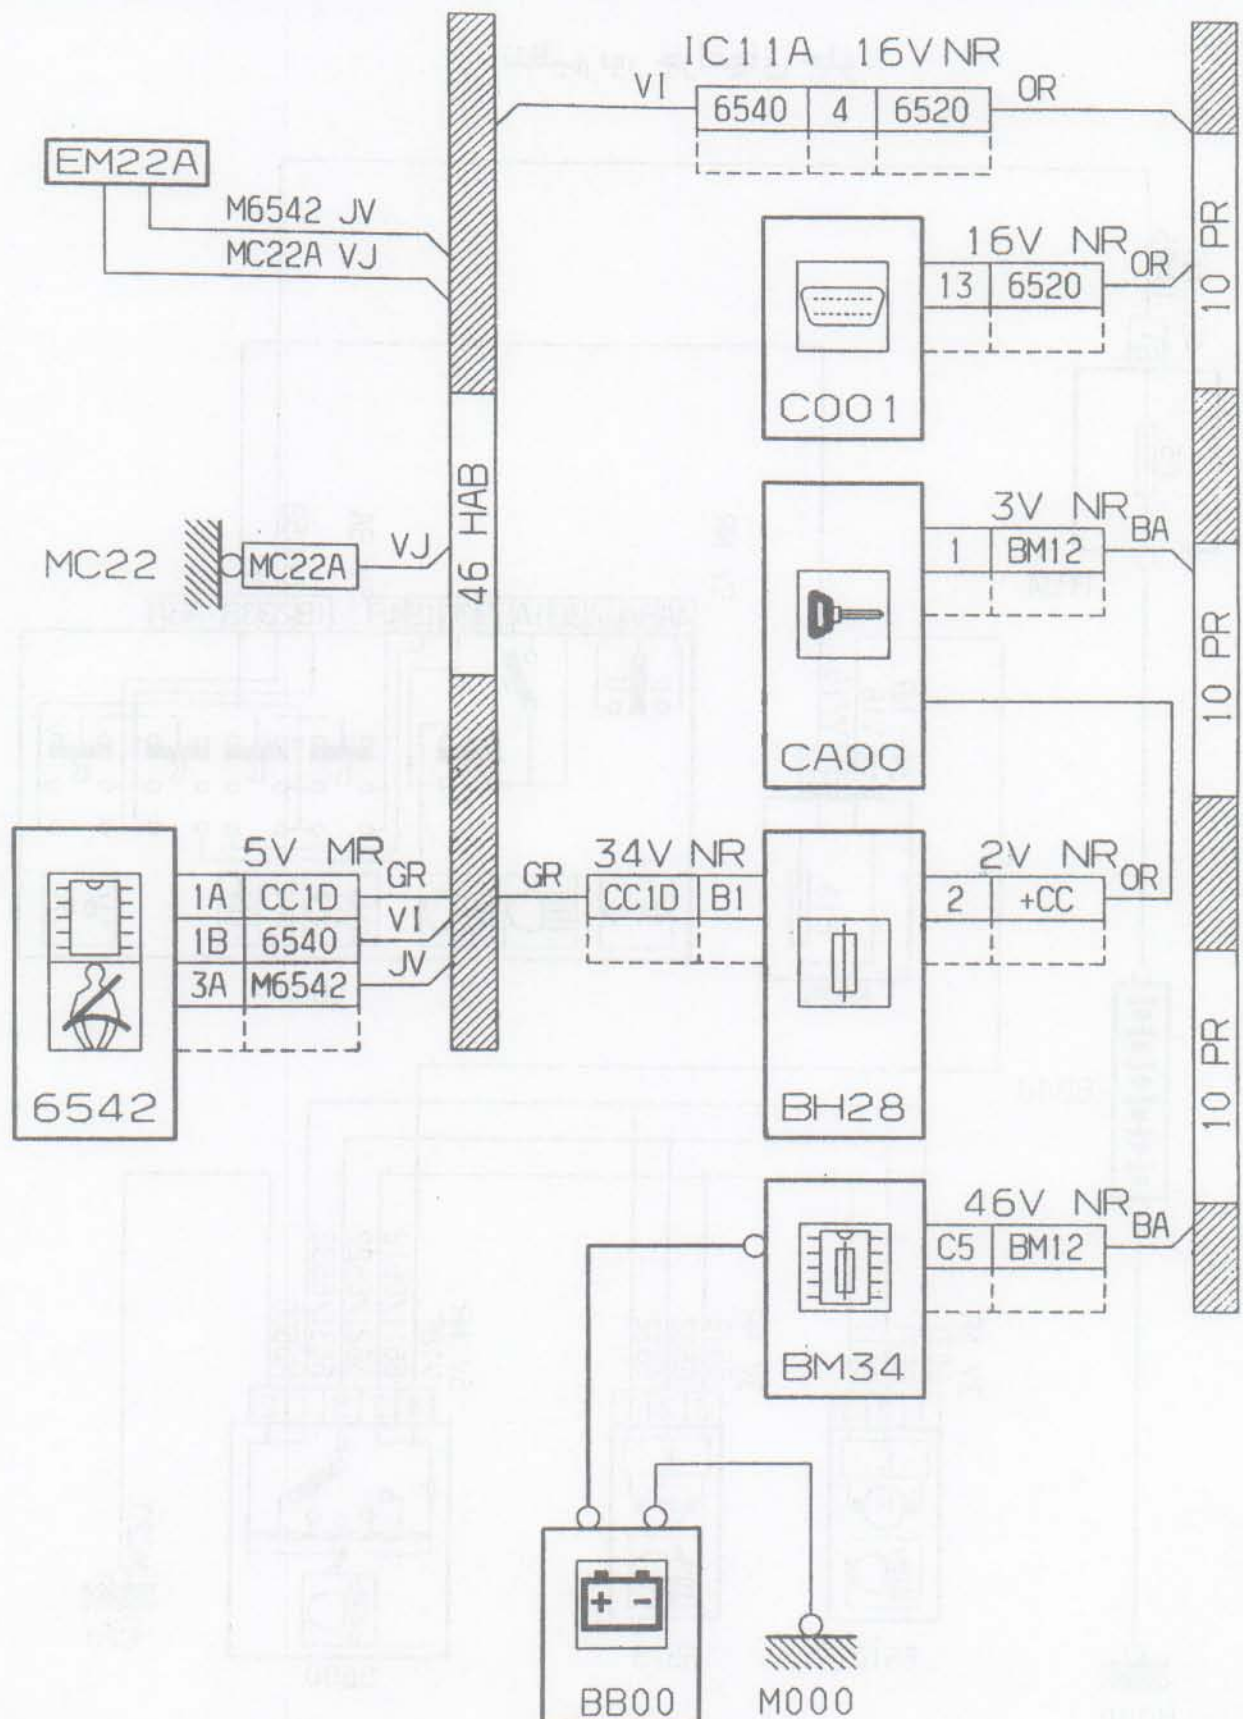 IC11A 16V NR
VI
6540 4 6520
OR
EM22A
M6542 JV
MC22A VJ
10 PR
16V NR
OR
13 6520
C001
46 HAB
3V NR
BA
1 BM12
MC22
MC22A
VJ
10 PR
CA00
5V MR
GR
1A CC1D
VI
1B 6540
JV
3A M6542
6542
GR
34V NR
CC1D B1
2V NR
OR
2 +CC
BH28
10 PR
46V NR
BA
C5 BM12
BM34
+ -
BB00
M000